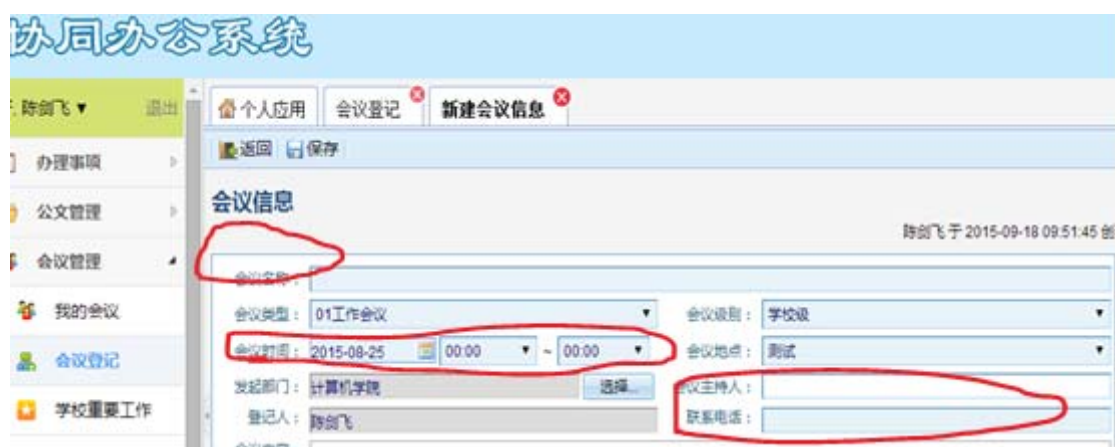 协同办公系统
陈剑飞 ▼ 退出
个人应用 会议登记 新建会议信息
返回 保存
办理事项
公文管理
会议信息
陈剑飞 于 2015-09-18 09:51:45 创
会议管理
会议名称：
我的会议
会议类型： 01工作会议 会议级别： 学校级
会议登记
会议时间： 2015-08-25 00:00 ~ 00:00 会议地点： 测试
发起部门： 计算机学院 选择... 会议主持人：
学校重要工作
登记人： 陈剑飞 联系电话：